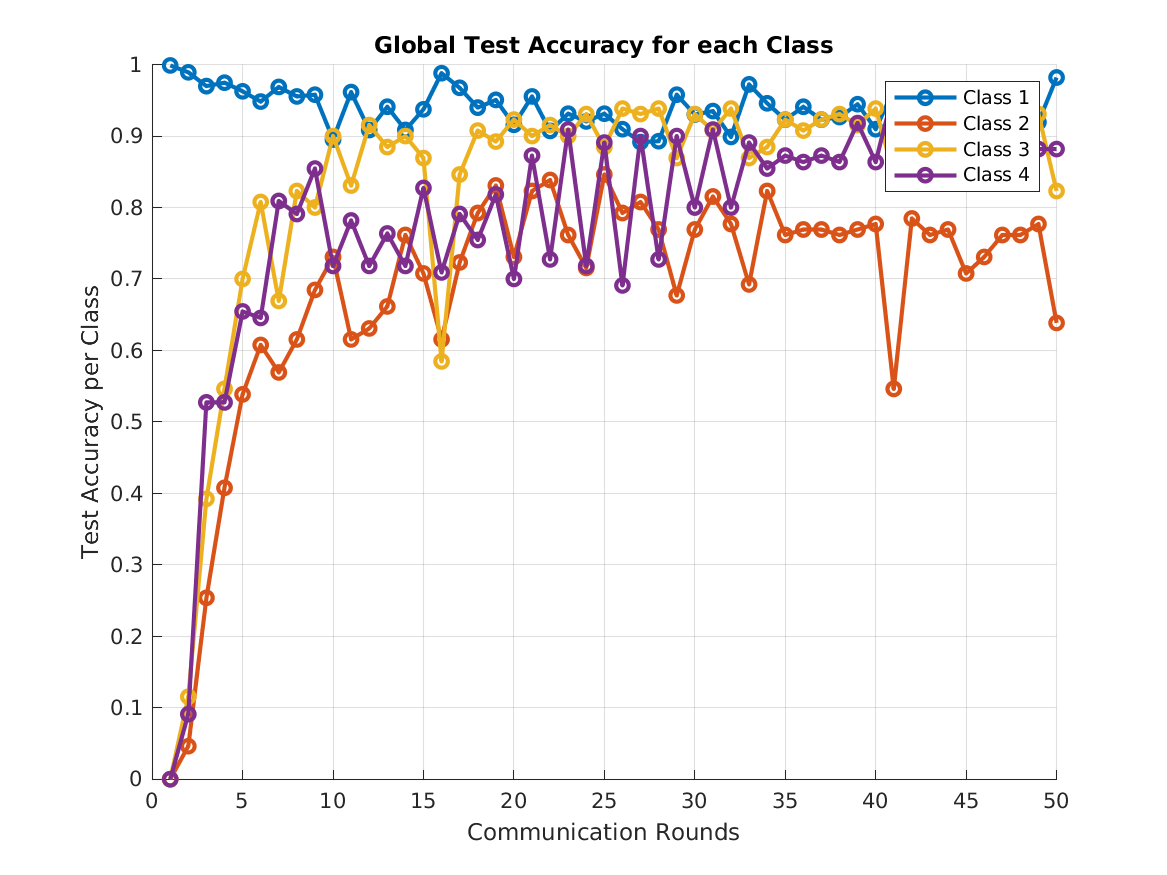 Global Test Accuracy for each Class
1
0.9
0.8
0.7
0.6
0.5
0.4
0.3
0.2
0.1
0
Test Accuracy per Class
Class 1
Class 2
Class 3
Class 4
0 5 10 15 20 25 30 35 40 45 50
Communication Rounds